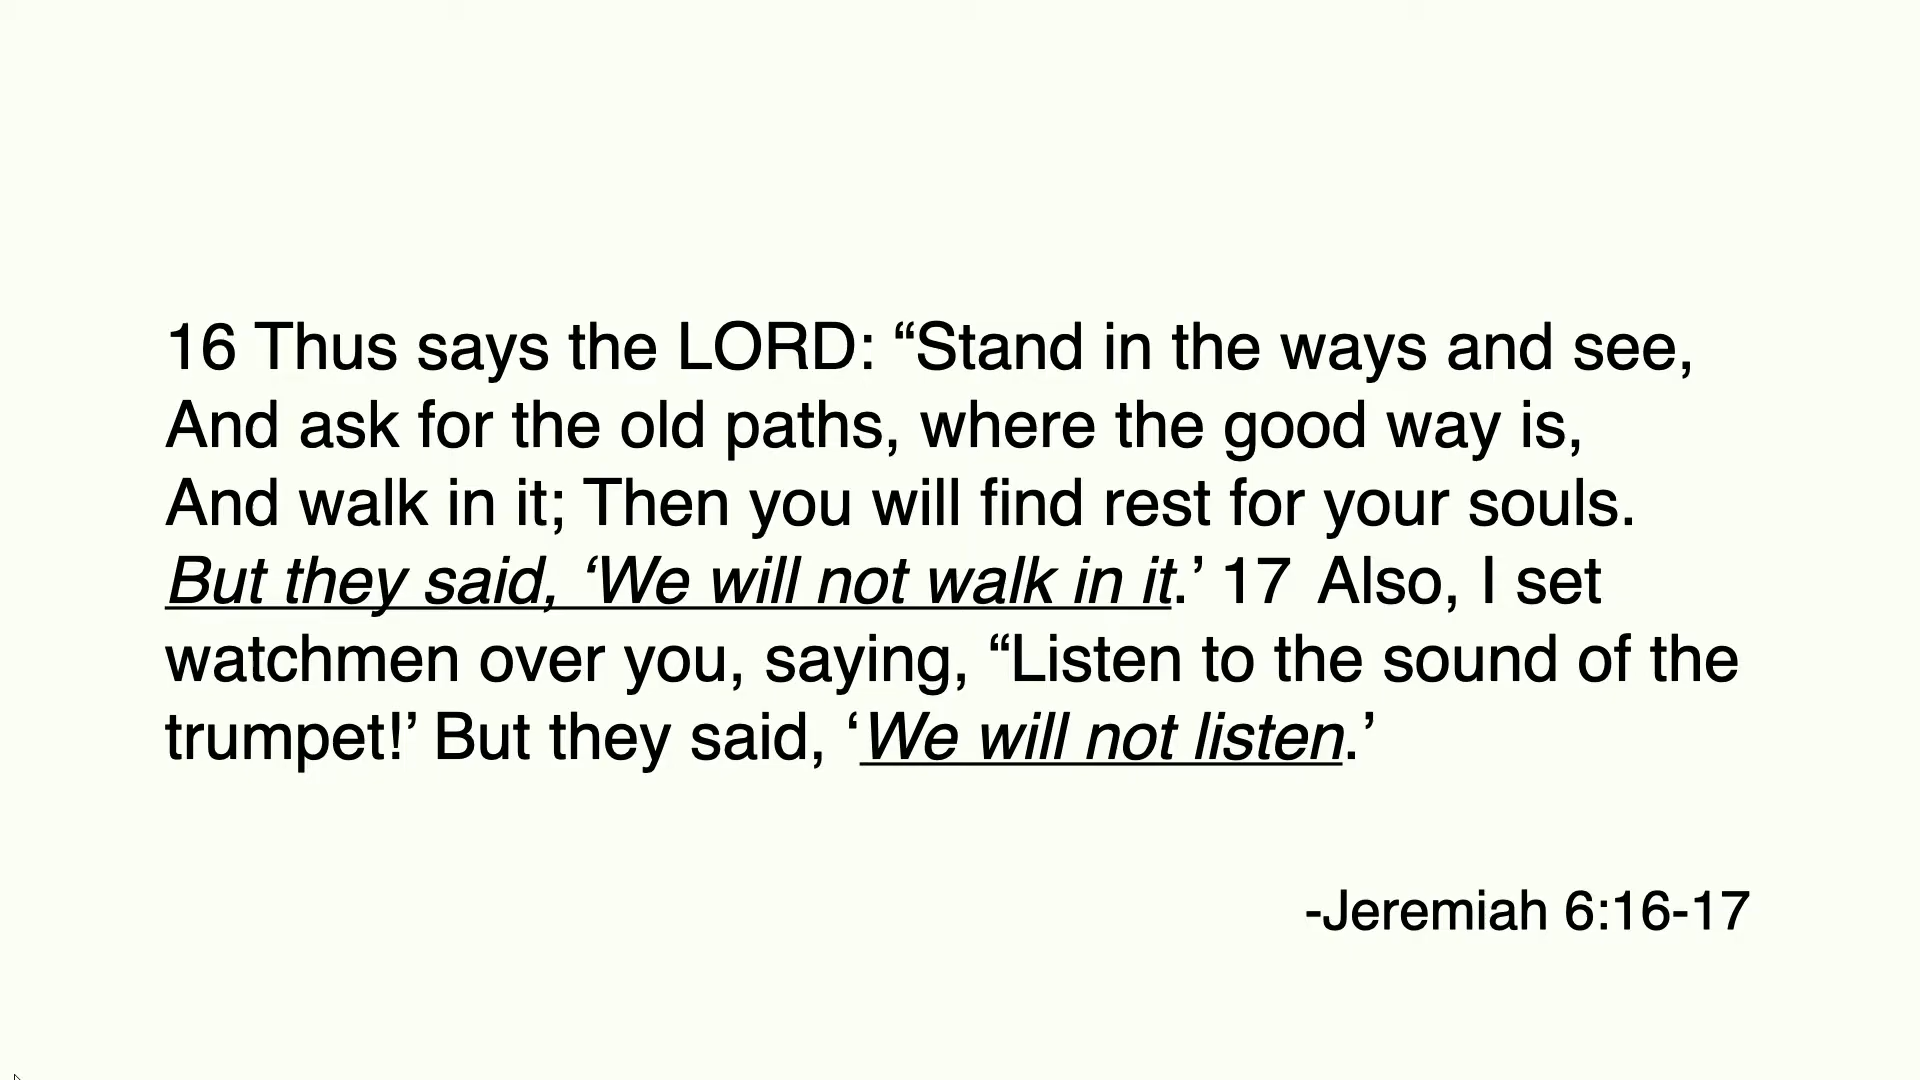 16 Thus says the LORD: “Stand in the ways and see,
And ask for the old paths, where the good way is,
And walk in it; Then you will find rest for your souls.
But they said, ‘We will not walk in it.’ 17 Also, I set
watchmen over you, saying, “Listen to the sound of the
trumpet!’ But they said, ‘We will not listen.’
-Jeremiah 6:16-17